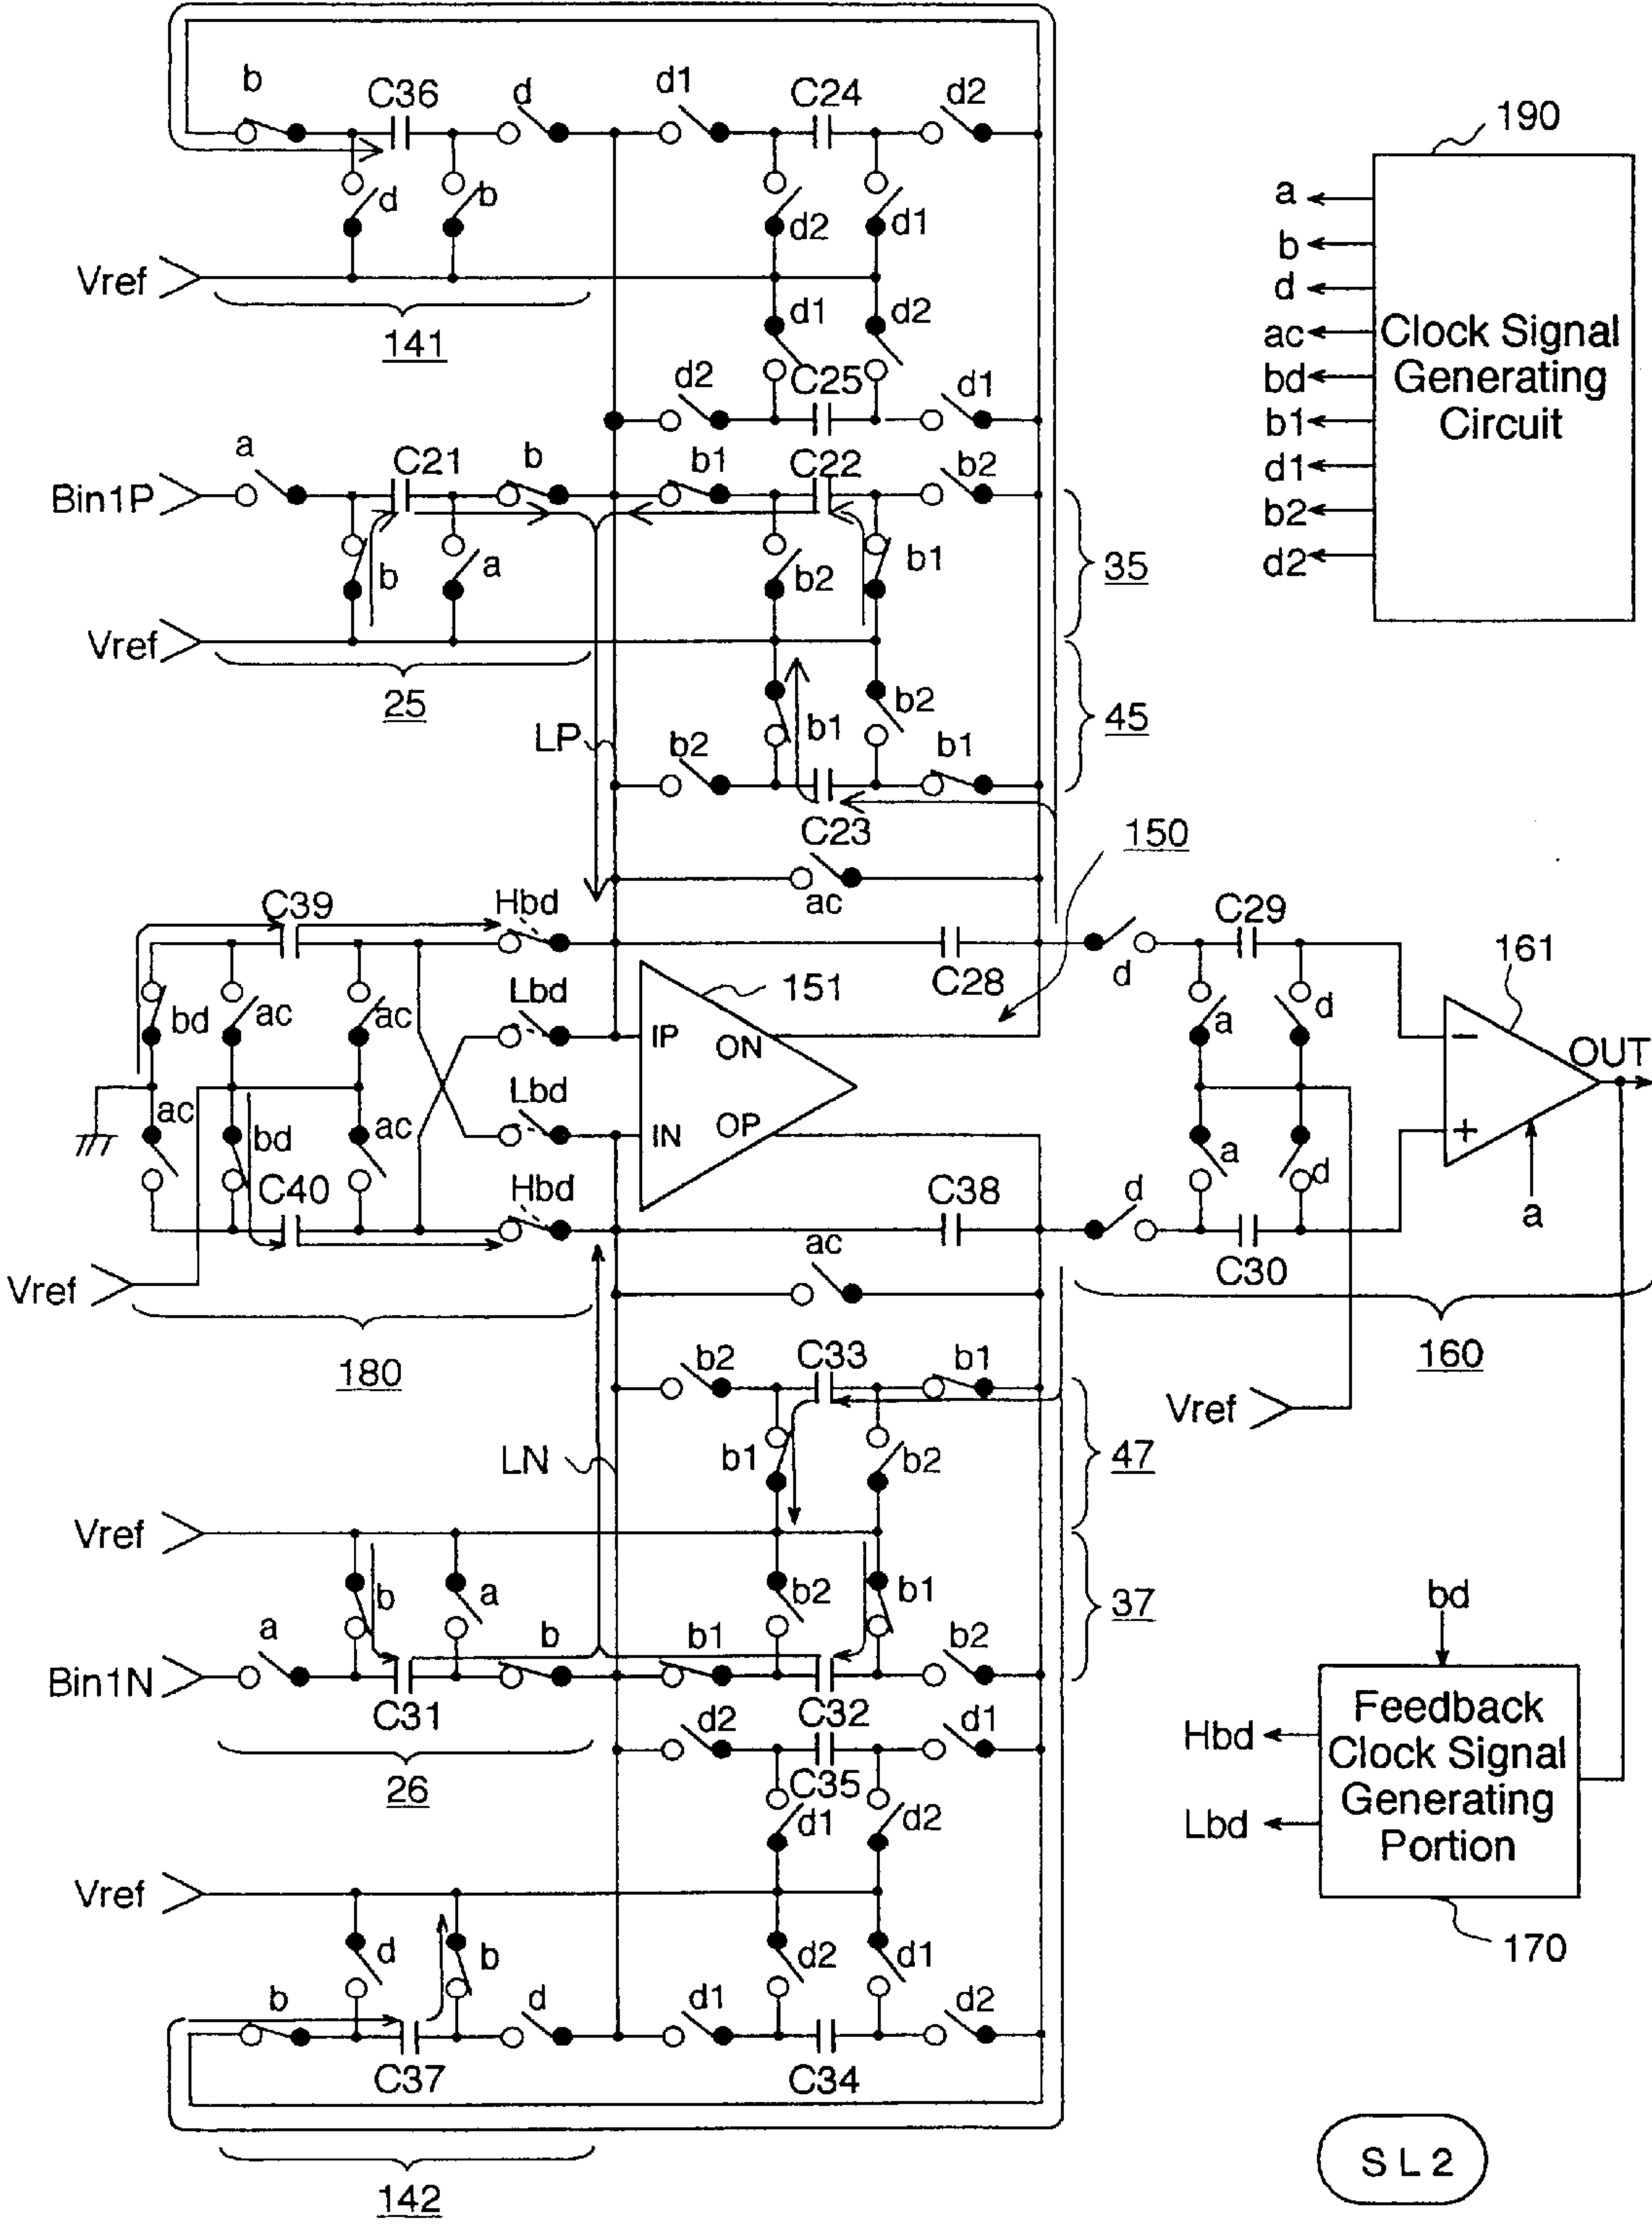 b C36 d d1 C24 d2
d b d2 d1
Vref
141
d1 d2
d2 C25 d1
a C21 b b1 C22 b2
Bin1P
b a b2 b1
35
Vref
25
LP
b2 b1 b2 b1
45
C23
ac
150
190
a
b
d
ac
bd
b1
d1
b2
d2
Clock Signal
Generating
Circuit
C39 Hbd
C28
d
C29
161
bd ac ac
Lbd
151
IP ON
a d
OUT
ac bd ac
Lbd
IN OP
a d
C40 Hbd
C38
d
C30
a
Vref
180
ac
160
b2 C33 b1
Vref
LN
b1 b2
47
Vref
b a b2 b1
37
a b b1 b2
Bin1N
C31 C32
26
d2 C35 d1
d1 d2
Vref
d b d2 d1
b d d1 d2
C37 C34
142
bd
Feedback
Clock Signal
Generating
Portion
Hbd
Lbd
170
SL2